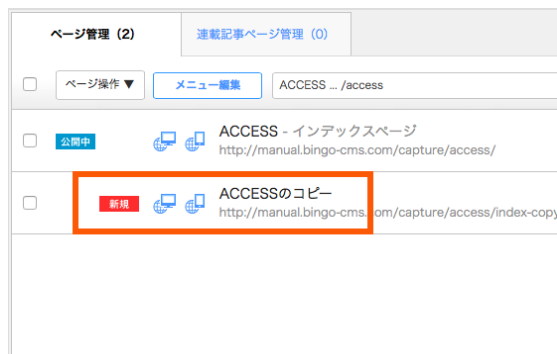 ページ管理（2）
連載記事ページ管理（0）
ページ操作 ▼
メニュー編集
ACCESS ... /access
公開中
ACCESS - インデックスページ
http://manual.bingo-cms.com/capture/access/
新規
ACCESSのコピー
http://manual.bingo-cms.com/capture/access/index-copy